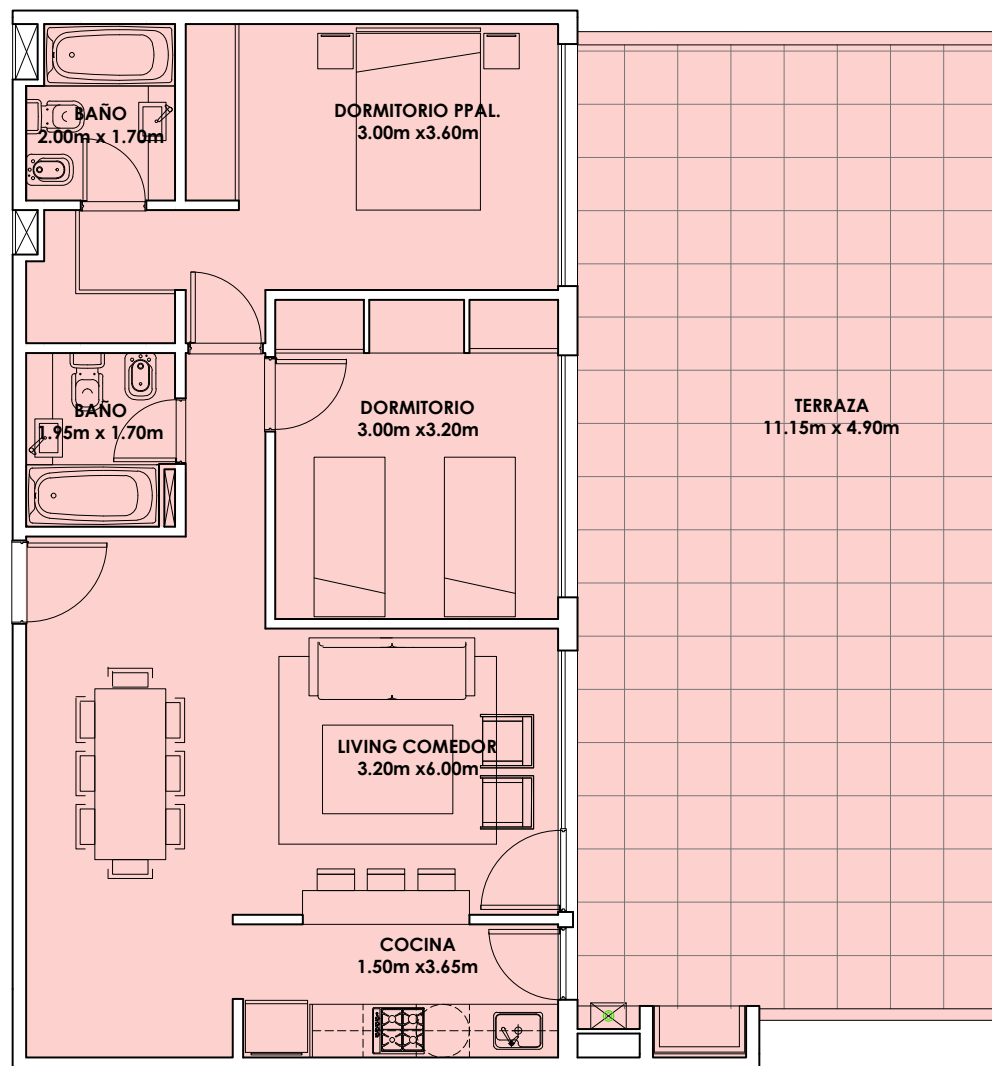 BAÑO
2.00m x 1.70m
DORMITORIO PPAL.
3.00m x3.60m
BAÑO
1.95m x 1.70m
DORMITORIO
3.00m x3.20m
TERRAZA
11.15m x 4.90m
LIVING COMEDOR
3.20m x6.00m
COCINA
1.50m x3.65m